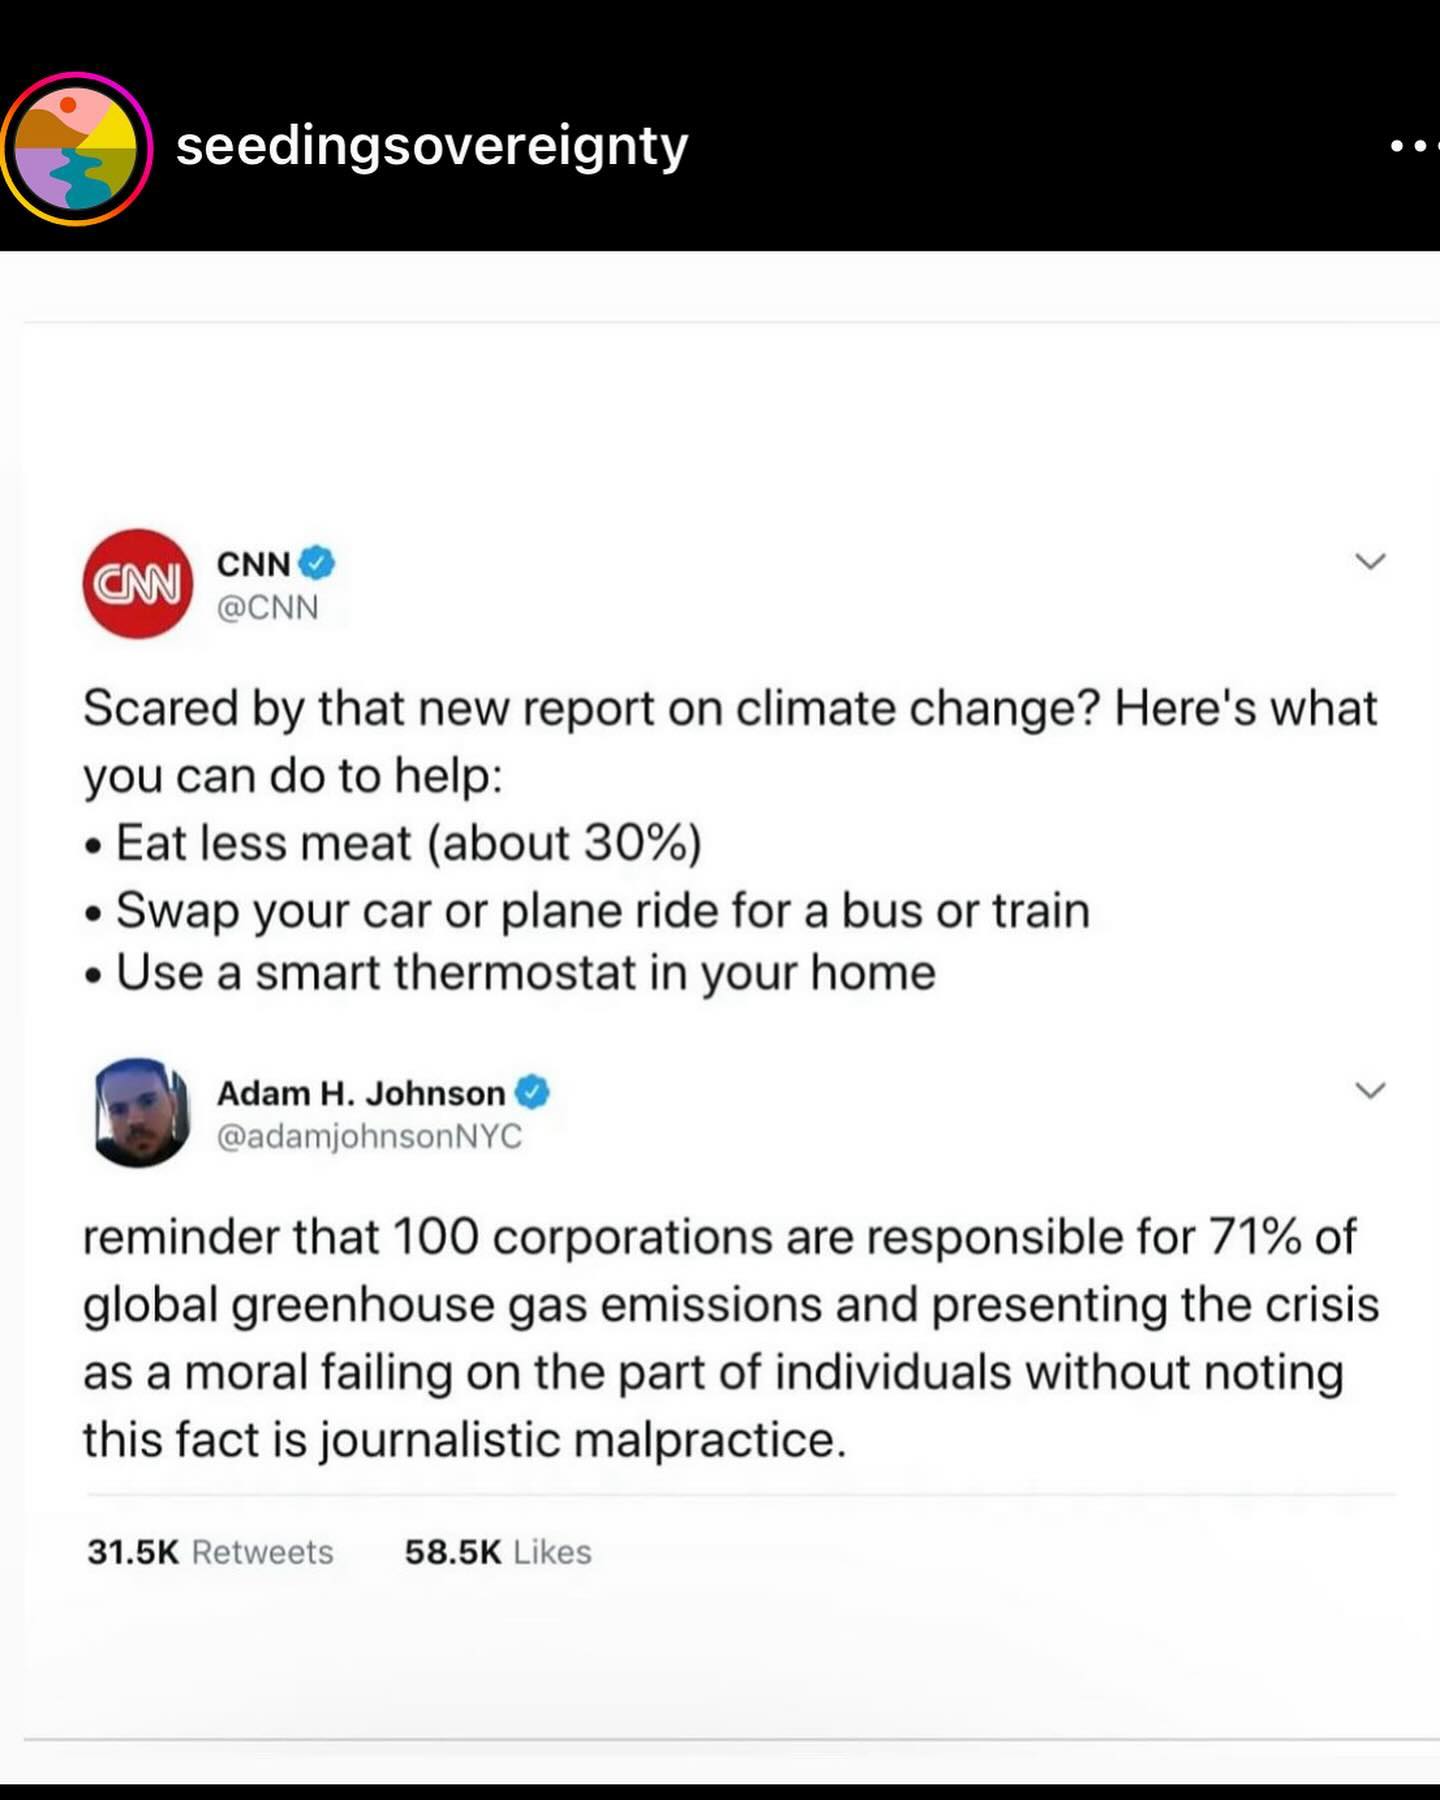 seedingsovereignty
CNN
CNN
@CNN
Scared by that new report on climate change? Here's what
you can do to help:
• Eat less meat (about 30%)
• Swap your car or plane ride for a bus or train
• Use a smart thermostat in your home
Adam H. Johnson
@adamjohnsonNYC
reminder that 100 corporations are responsible for 71% of
global greenhouse gas emissions and presenting the crisis
as a moral failing on the part of individuals without noting
this fact is journalistic malpractice.
31.5K Retweets 58.5K Likes